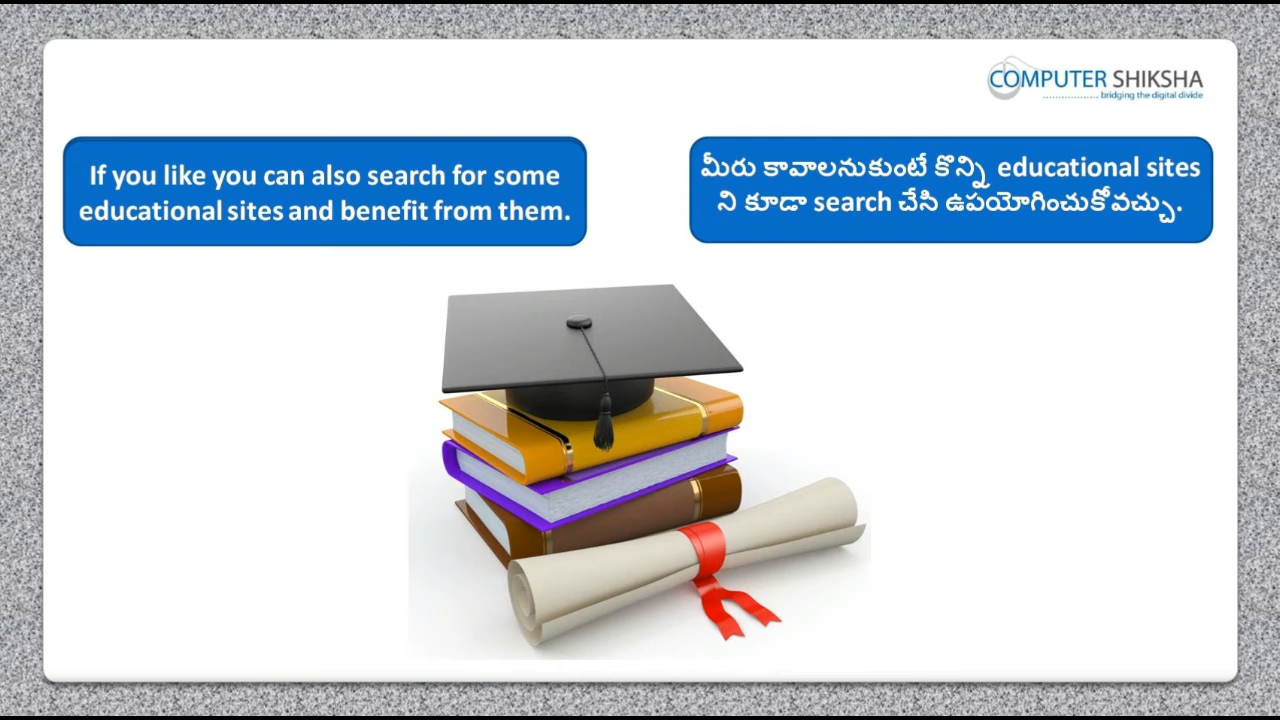 COMPUTER SHIKSHA
bridging the digital divide
If you like you can also search for some
educational sites and benefit from them.
మీరు కావాలనుకుంటే కొన్ని educational sites
ని కూడా search చేసి ఉపయోగించుకోవచ్చు.